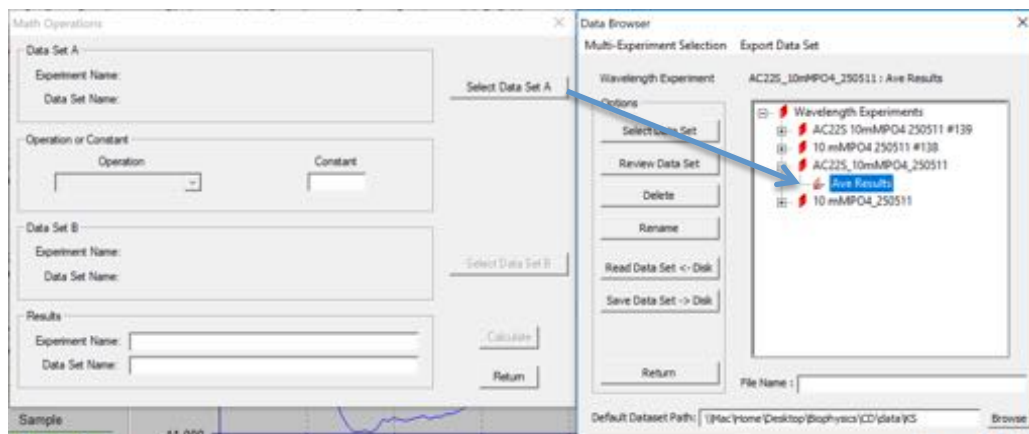 Math Operations
Data Set A
Experiment Name:
Data Set Name:
Select Data Set A
Operation or Constant
Operation
Constant
Data Set B
Experiment Name:
Data Set Name:
Select Data Set B
Results
Experiment Name:
Data Set Name:
Calculate
Return
Sample
11.000
Data Browser
Multi-Experiment Selection Export Data Set
Wavelength Experiment
AC22S_10mMPO4_250511 : Ave Results
Options
Select Data Set
Review Data Set
Delete
Rename
Read Data Set <- Disk
Save Data Set -> Disk
Return
Wavelength Experiments
AC22S 10mMPO4 250511 #139
10 mMPO4 250511 #138
AC22S_10mMPO4_250511
Ave Results
10 mMPO4_250511
File Name :
Default Dataset Path: \\Mac\Home\Desktop\Biophysics\CD\data\KS
Browse